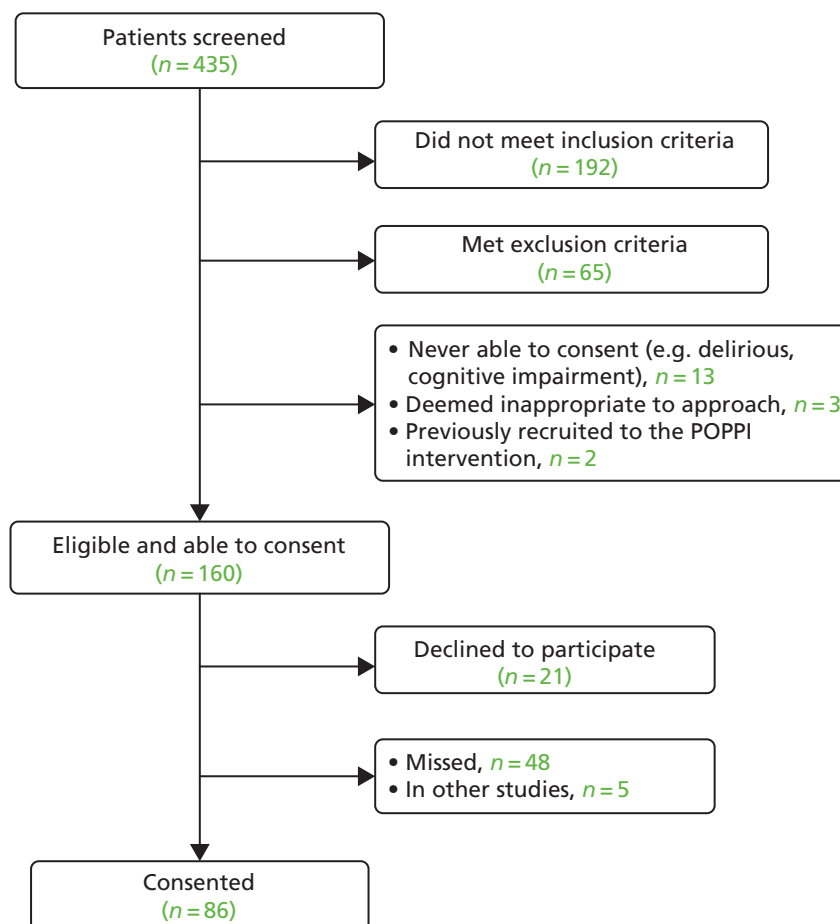 Patients screened
(n = 435)
Did not meet inclusion criteria
(n = 192)
Met exclusion criteria
(n = 65)
• Never able to consent (e.g. delirious,
cognitive impairment), n = 13
• Deemed inappropriate to approach, n = 3
• Previously recruited to the POPPI
intervention, n = 2
Eligible and able to consent
(n = 160)
Declined to participate
(n = 21)
• Missed, n = 48
• In other studies, n = 5
Consented
(n = 86)